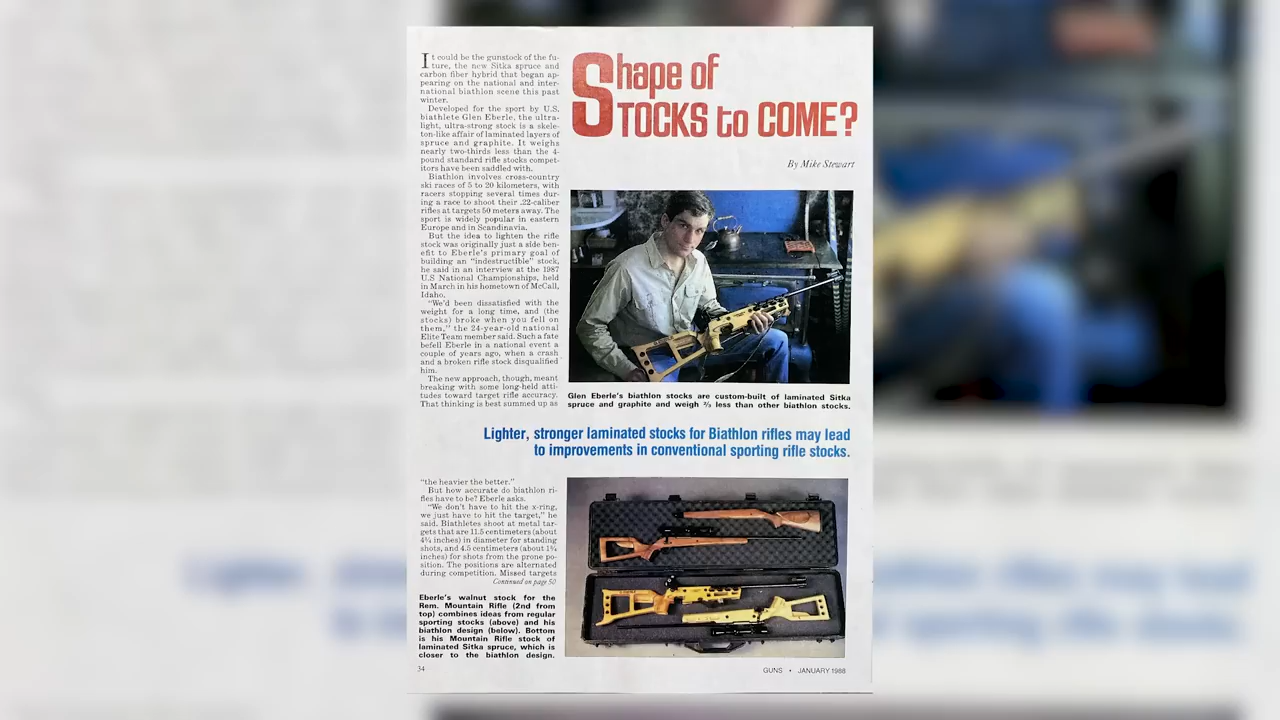 Shape of
STOCKS to COME?
By Mike Stewart
It could be the gunstock of the fu-
ture, the new Sitka spruce and
carbon fiber hybrid that began ap-
pearing on the national and inter-
national biathlon scene this past
winter.
Developed for the sport by U.S.
biathlete Glen Eberle, the ultra-
light, ultra-strong stock is a skele-
ton-like affair of laminated layers of
spruce and graphite. It weighs
nearly two-thirds less than the 4-
pound standard rifle stocks compet-
itors have been saddled with.
Biathlon involves cross-country
ski races of 5 to 20 kilometers, with
racers stopping several times dur-
ing a race to shoot their .22-caliber
rifles at targets 50 meters away. The
sport is widely popular in eastern
Europe and in Scandinavia.
But the idea to lighten the rifle
stock was originally just a side ben-
efit to Eberle's primary goal of
building an "indestructible" stock,
he said in an interview at the 1987
U.S National Championships, held
in March in his hometown of McCall,
Idaho.
"We'd been dissatisfied with the
weight for a long time, and (the
stocks) broke when you fell on
them," the 24-year-old national
Elite Team member said. Such a fate
befell Eberle in a national event a
couple of years ago, when a crash
and a broken rifle stock disqualified
him.
The new approach, though, meant
breaking with some long-held atti-
tudes toward target rifle accuracy.
That thinking is best summed up as
Glen Eberle's biathlon stocks are custom-built of laminated Sitka
spruce and graphite and weigh ⅔ less than other biathlon stocks.
Lighter, stronger laminated stocks for Biathlon rifles may lead
to improvements in conventional sporting rifle stocks.
"the heavier the better."
But how accurate do biathlon ri-
fles have to be? Eberle asks.
"We don't have to hit the x-ring,
we just have to hit the target," he
said. Biathletes shoot at metal tar-
gets that are 11.5 centimeters (about
4¾ inches) in diameter for standing
shots, and 4.5 centimeters (about 1¾
inches) for shots from the prone po-
sition. The positions are alternated
during competition. Missed targets
Continued on page 50
Eberle's walnut stock for the
Rem. Mountain Rifle (2nd from
top) combines ideas from regular
sporting stocks (above) and his
biathlon design (below). Bottom
is his Mountain Rifle stock of
laminated Sitka spruce, which is
closer to the biathlon design.
34
GUNS • JANUARY 1988